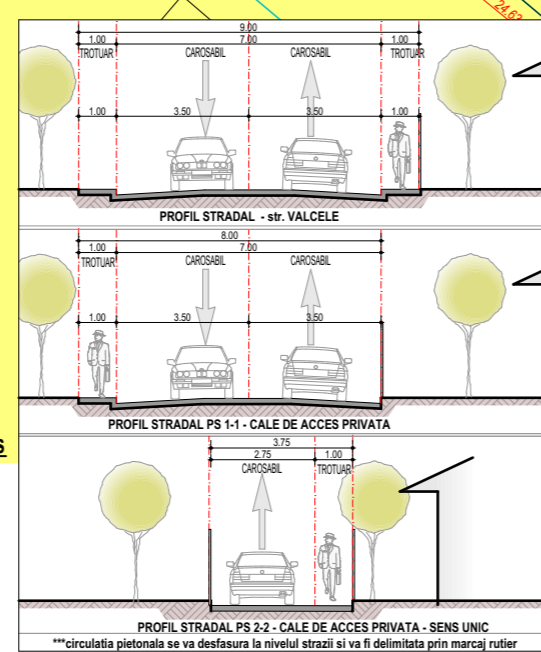 24.63
9.00
1.00 7.00 1.00
TROTUAR CAROSABIL CAROSABIL TROTUAR
1.00 3.50 3.50 1.00
PROFIL STRADAL - str. VALCELE
8.00
1.00 7.00
TROTUAR CAROSABIL CAROSABIL
1.00 3.50 3.50
PROFIL STRADAL PS 1-1 - CALE DE ACCES PRIVATA
S
3.75
2.75 1.00
CAROSABIL TROTUAR
PROFIL STRADAL PS 2-2 - CALE DE ACCES PRIVATA - SENS UNIC
***circulatia pietonala se va desfasura la nivelul strazii si va fi delimitata prin marcaj rutier